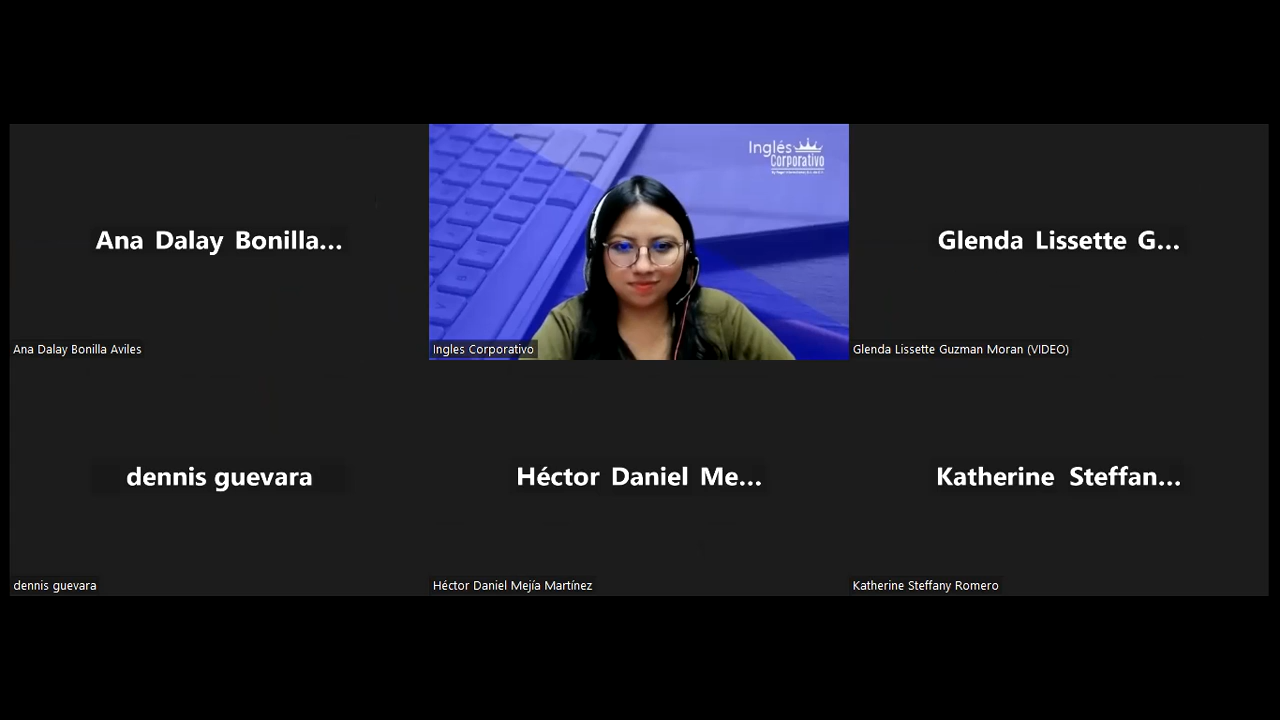 Ana Dalay Bonilla...
Ana Dalay Bonilla Aviles
Inglés
Corporativo
Ingles Corporativo
Glenda Lissette G...
Glenda Lissette Guzman Moran (VIDEO)
dennis guevara
dennis guevara
Héctor Daniel Me...
Héctor Daniel Mejía Martínez
Katherine Steffan...
Katherine Steffany Romero